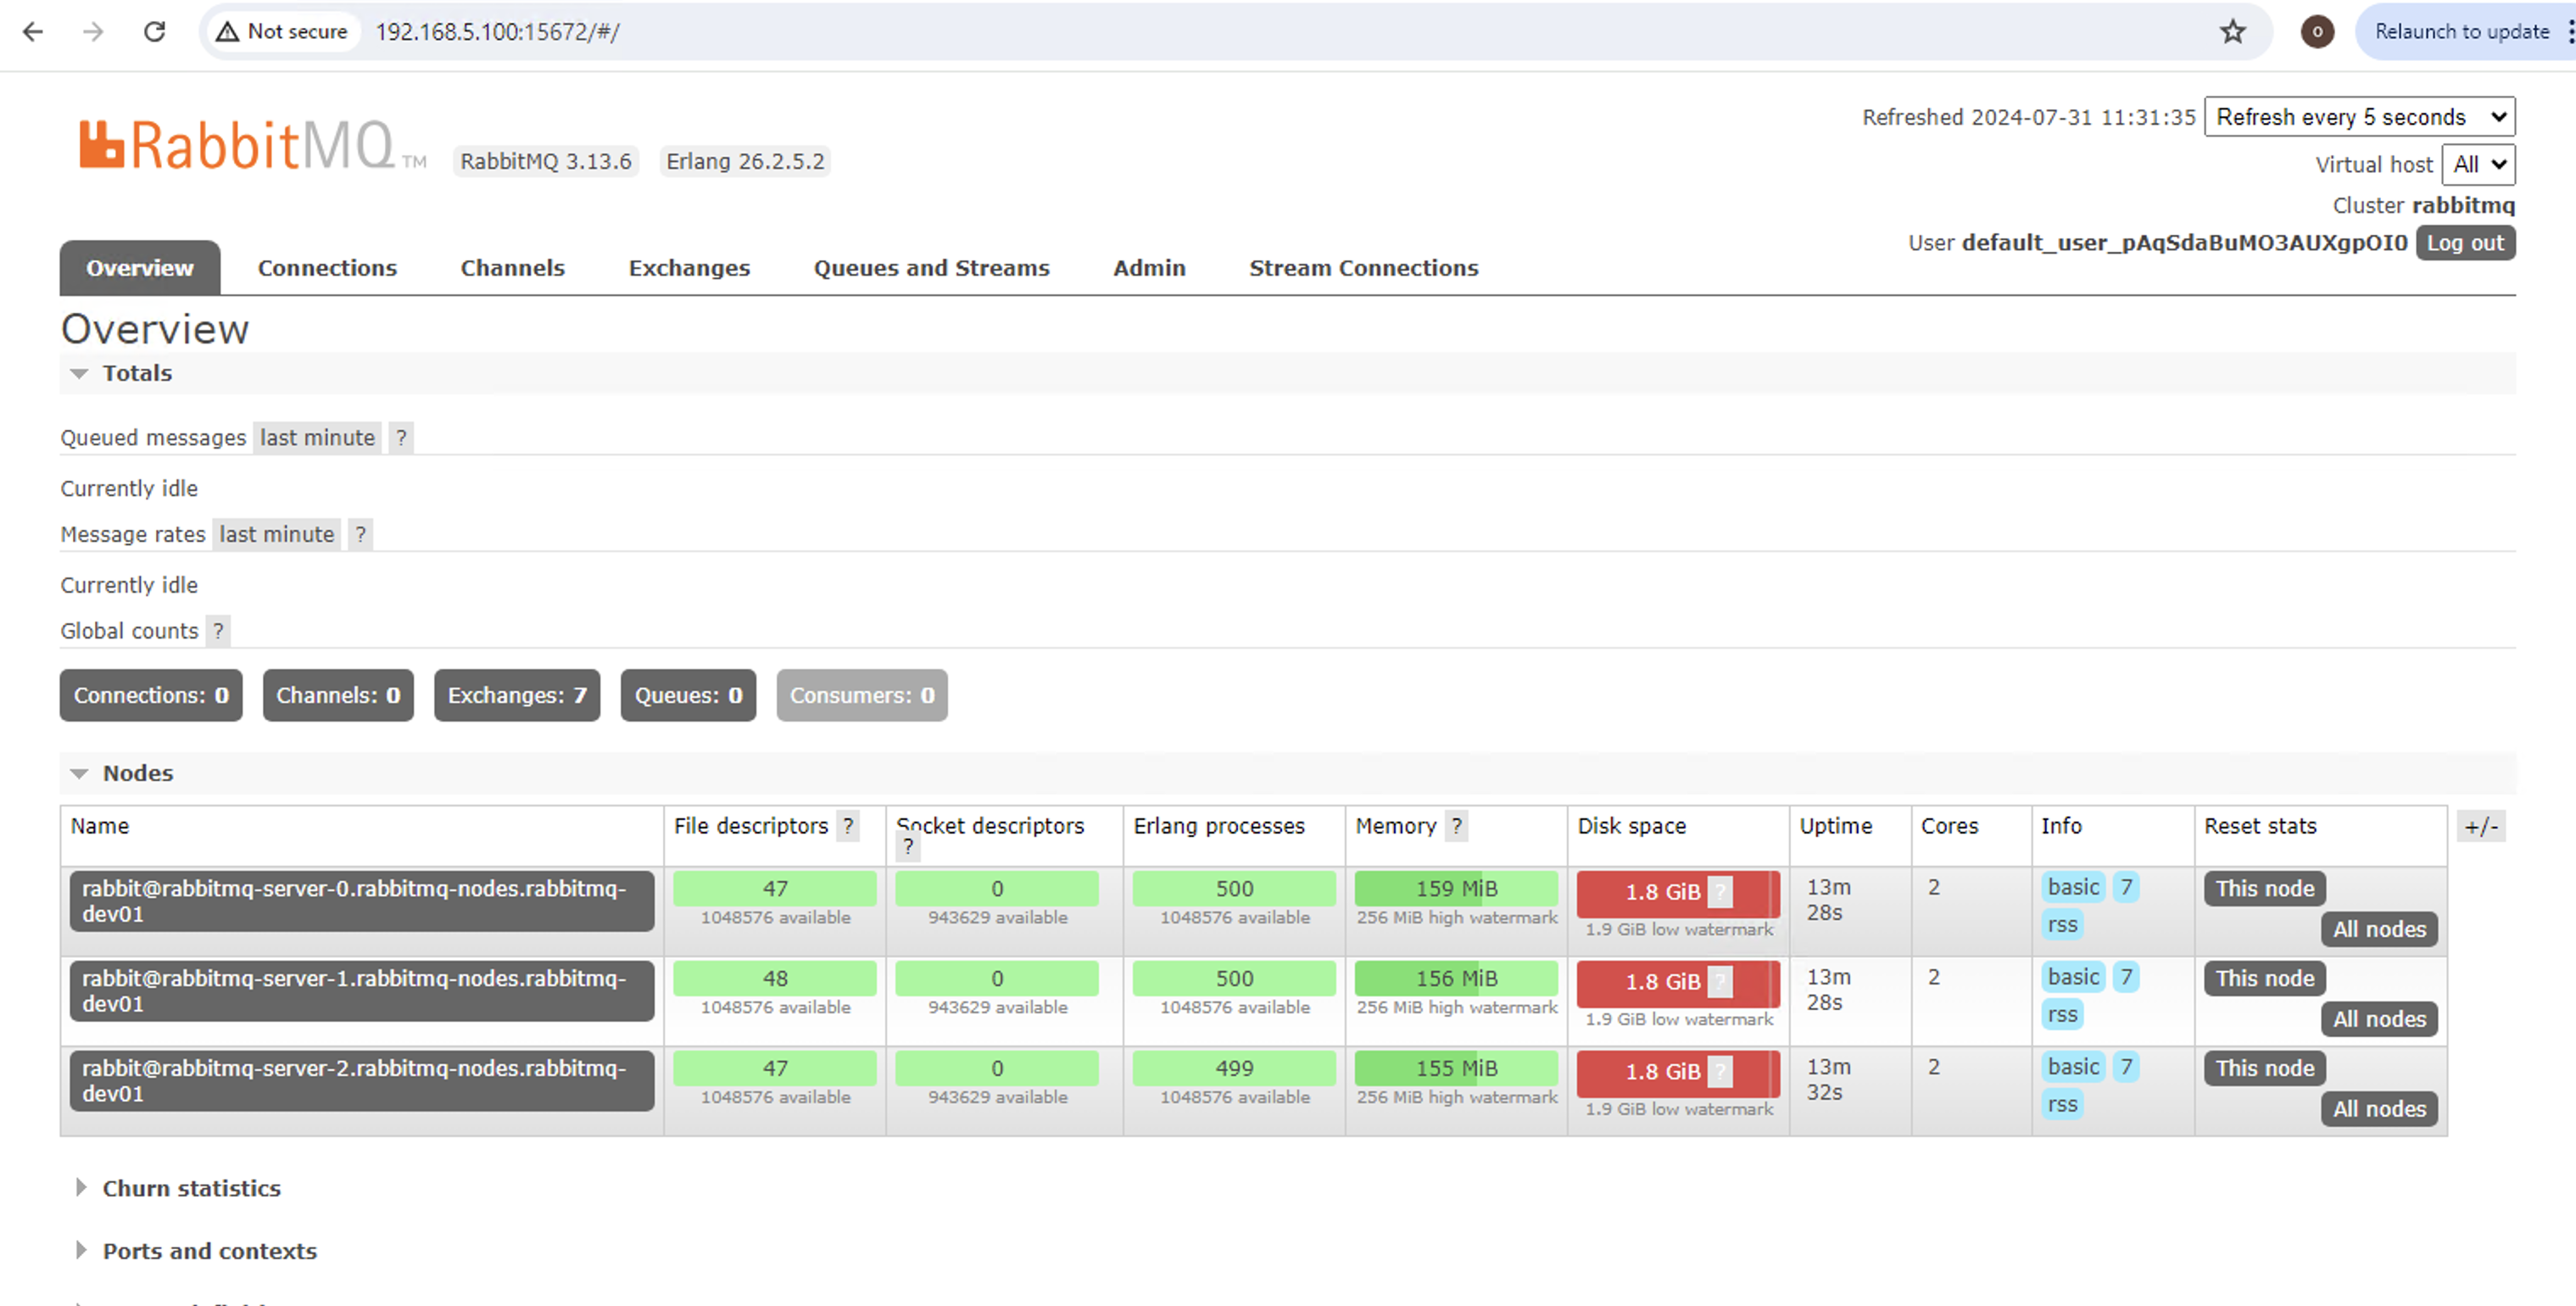 Not secure 192.168.5.100:15672/#/ o Relaunch to update
RabbitMQ TM RabbitMQ 3.13.6 Erlang 26.2.5.2
Refreshed 2024-07-31 11:31:35 Refresh every 5 seconds
Virtual host All
Cluster rabbitmq
User default_user_pAqSdaBuMO3AUXgpOI0 Log out
Overview Connections Channels Exchanges Queues and Streams Admin Stream Connections
Overview
Totals
Queued messages last minute ?
Currently idle
Message rates last minute ?
Currently idle
Global counts ?
Connections: 0 Channels: 0 Exchanges: 7 Queues: 0 Consumers: 0
Nodes
Name File descriptors ? Socket descriptors ? Erlang processes Memory ? Disk space Uptime Cores Info Reset stats +/-
rabbit@rabbitmq-server-0.rabbitmq-nodes.rabbitmq- 47 0 500 159 MiB 1.8 GiB ? 13m 2 basic 7 This node
dev01 1048576 available 943629 available 1048576 available 256 MiB high watermark 1.9 GiB low watermark 28s rss All nodes
rabbit@rabbitmq-server-1.rabbitmq-nodes.rabbitmq- 48 0 500 156 MiB 1.8 GiB ? 13m 2 basic 7 This node
dev01 1048576 available 943629 available 1048576 available 256 MiB high watermark 1.9 GiB low watermark 28s rss All nodes
rabbit@rabbitmq-server-2.rabbitmq-nodes.rabbitmq- 47 0 499 155 MiB 1.8 GiB ? 13m 2 basic 7 This node
dev01 1048576 available 943629 available 1048576 available 256 MiB high watermark 1.9 GiB low watermark 32s rss All nodes
Churn statistics
Ports and contexts